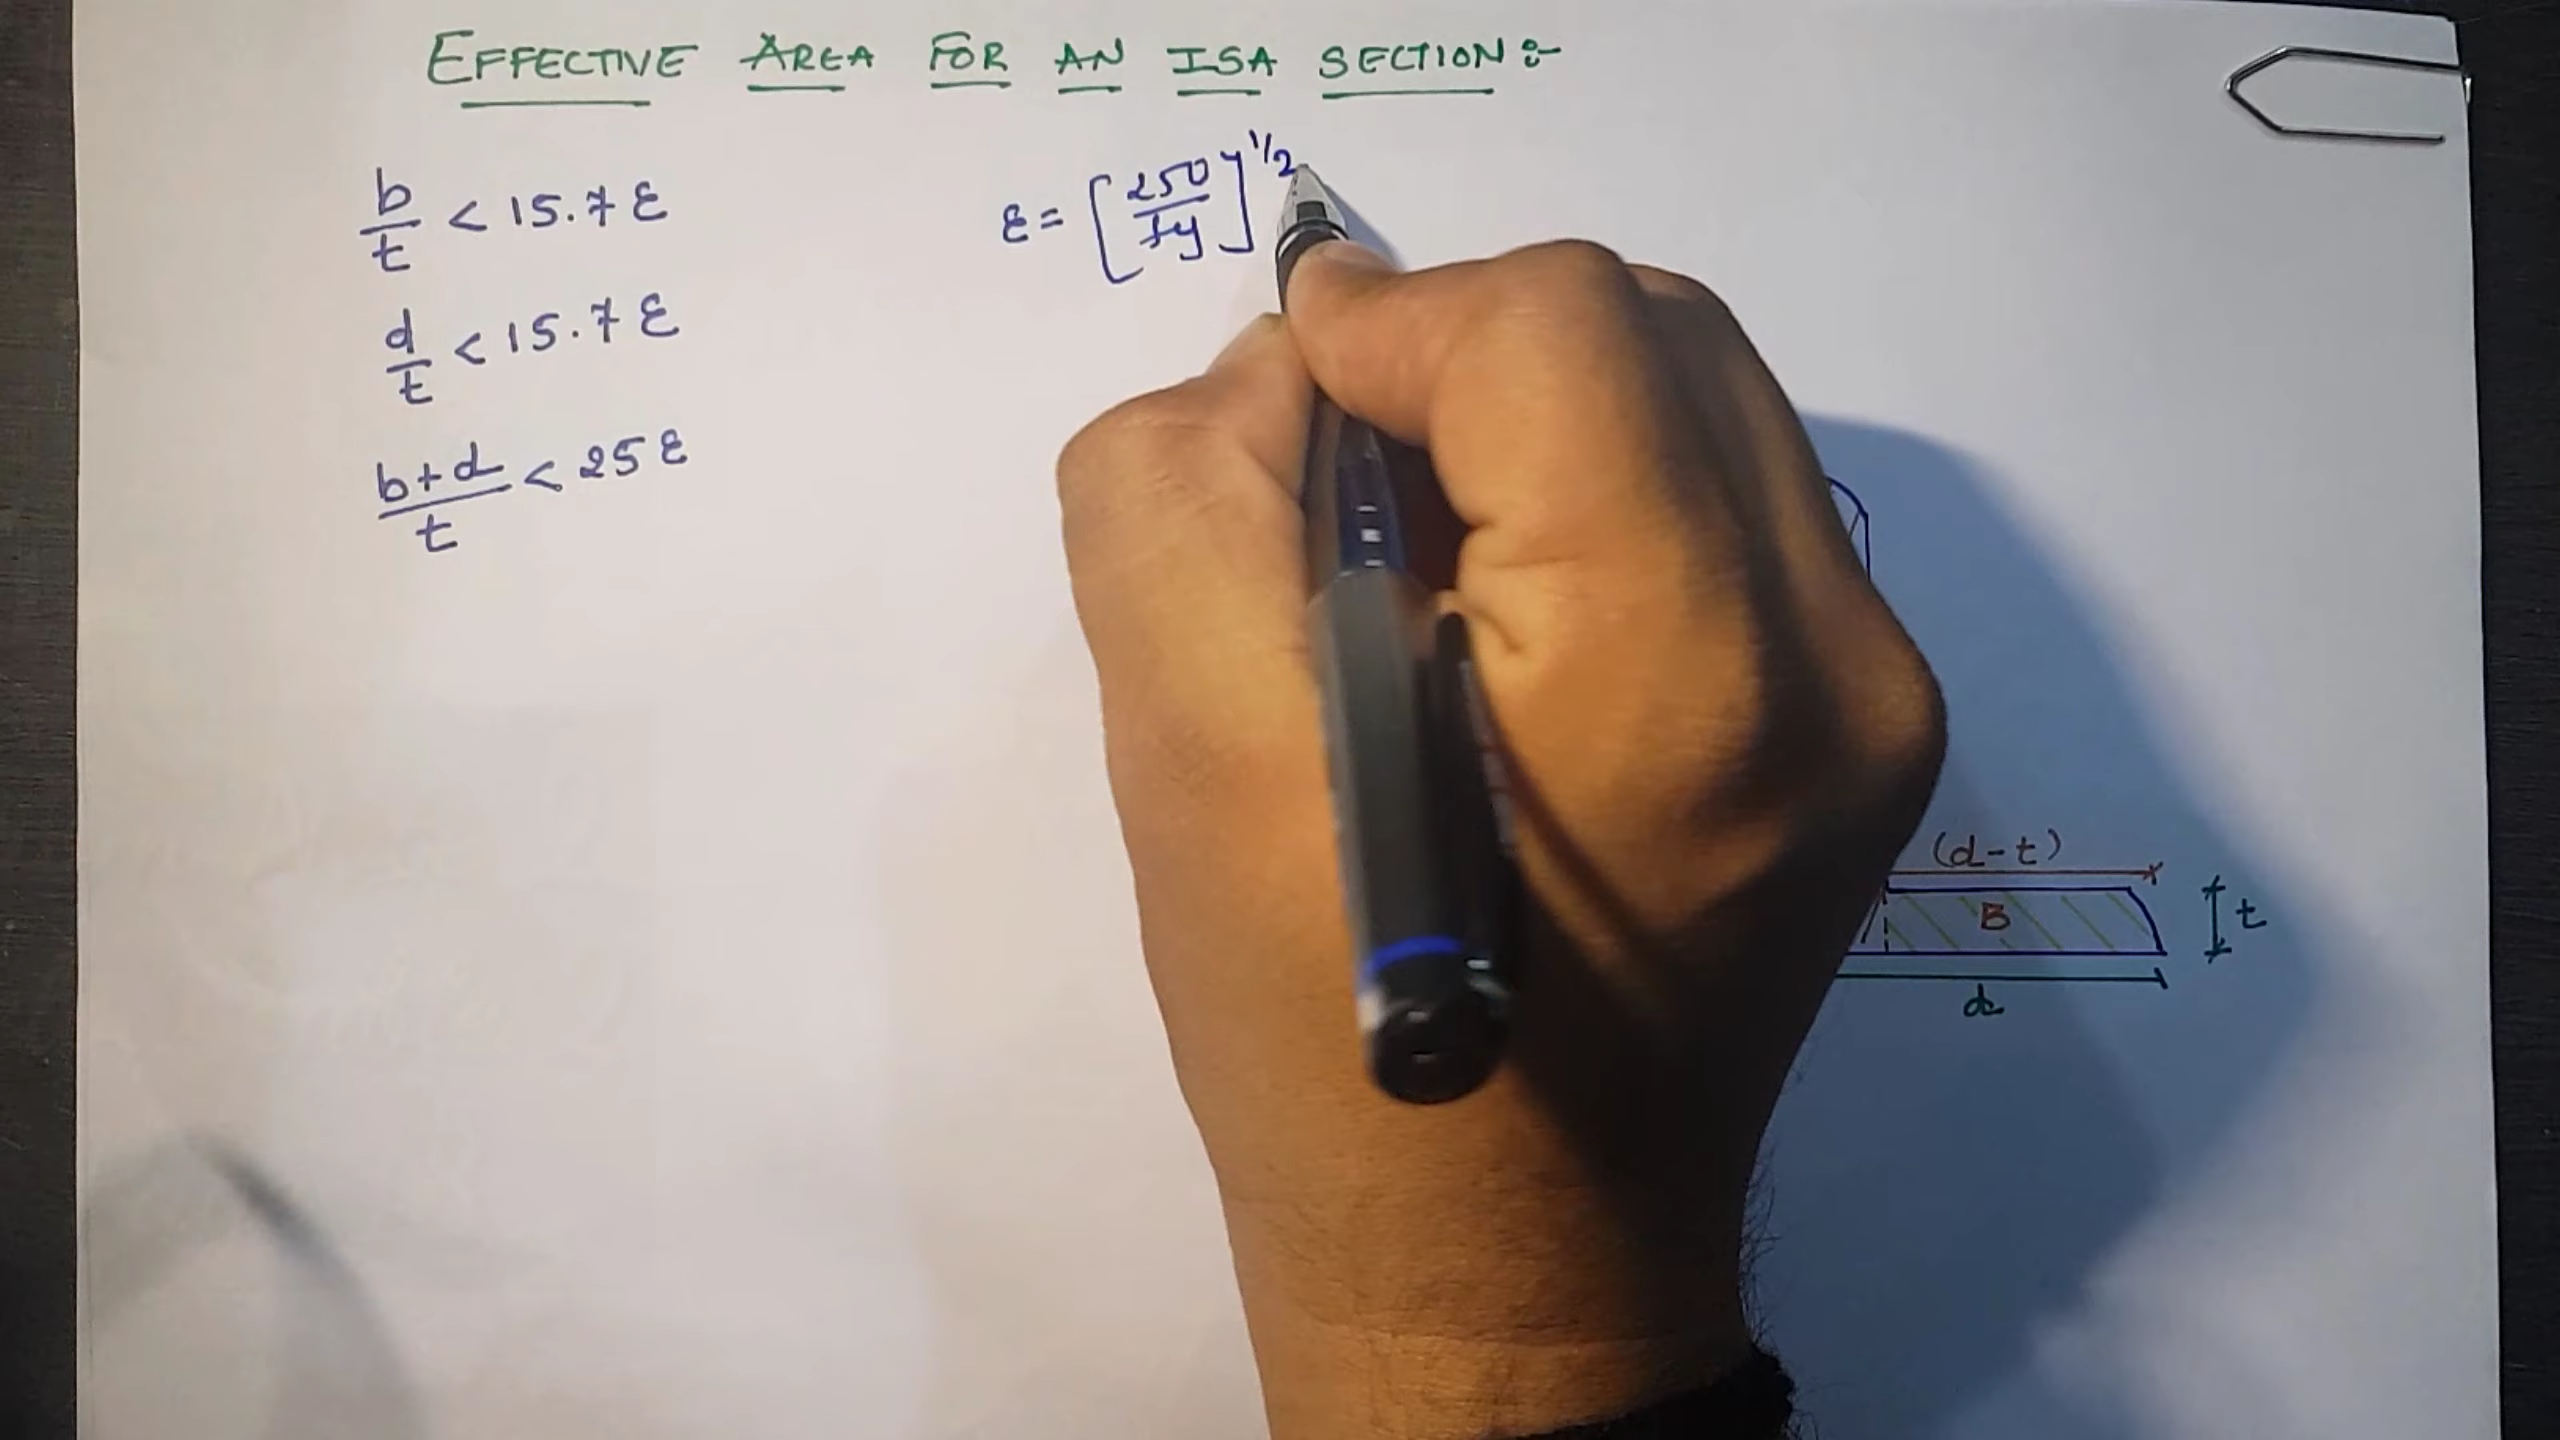 EFFECTIVE AREA FOR AN ISA SECTION:-
b/t < 15.7 ε
ε = [250/fy]^1/2
d/t < 15.7 ε
b+d/t < 25 ε
(d-t)
B
t
d